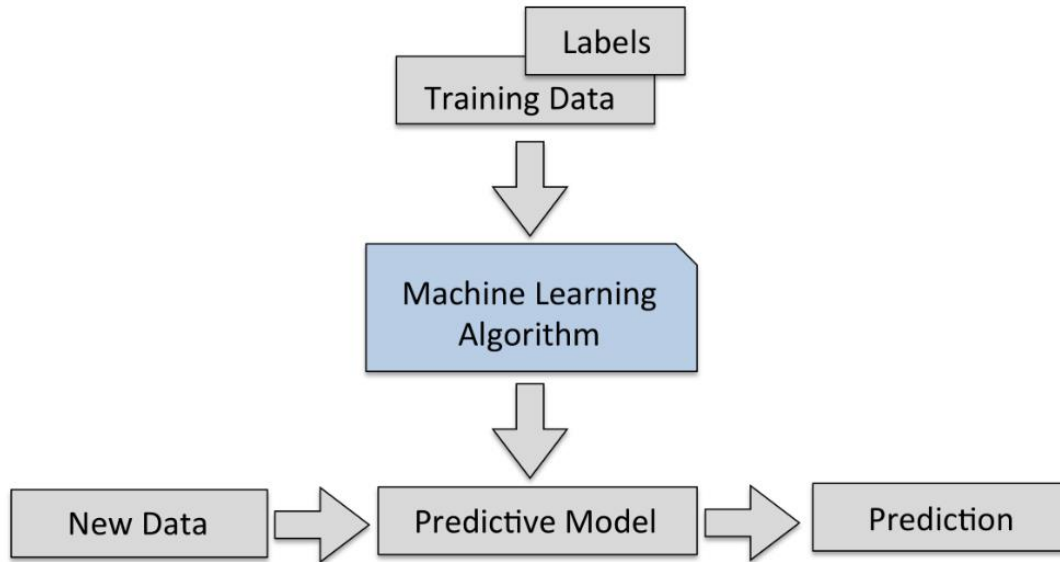 Labels
Training Data
Machine Learning
Algorithm
New Data
Predictive Model
Prediction